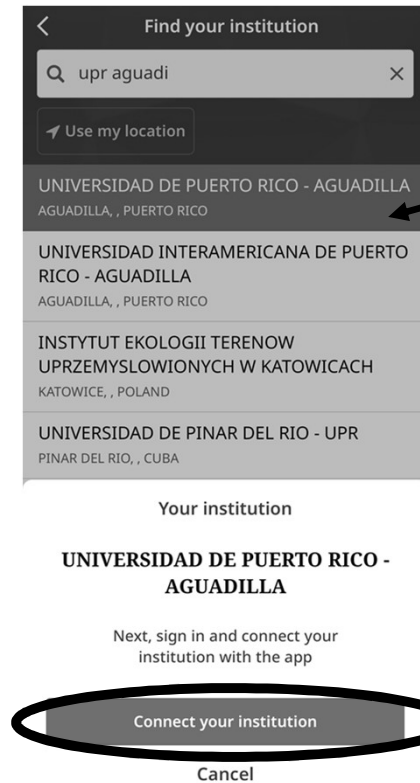 Find your institution
upr aguadi
Use my location
UNIVERSIDAD DE PUERTO RICO - AGUADILLA
AGUADILLA, , PUERTO RICO
UNIVERSIDAD INTERAMERICANA DE PUERTO
RICO - AGUADILLA
AGUADILLA, , PUERTO RICO
INSTYTUT EKOLOGII TERENOW
UPRZEMYSLOWIONYCH W KATOWICACH
KATOWICE, , POLAND
UNIVERSIDAD DE PINAR DEL RIO - UPR
PINAR DEL RIO, , CUBA
Your institution
UNIVERSIDAD DE PUERTO RICO -
AGUADILLA
Next, sign in and connect your
institution with the app
Connect your institution
Cancel